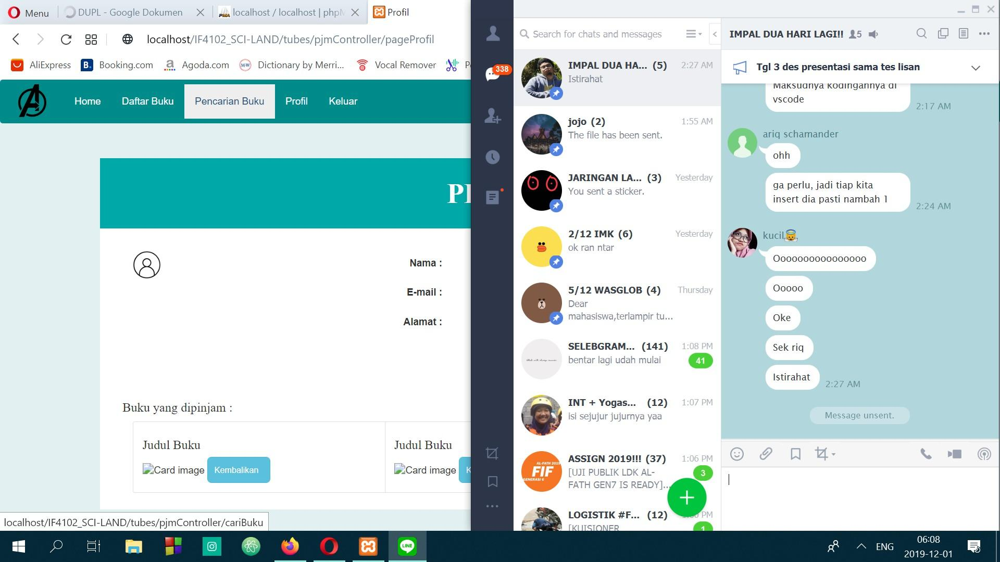 Menu
DUPL - Google Dokumen
localhost / localhost | phpM
Profil
localhost/IF4102_SCI-LAND/tubes/pjmController/pageProfil
AliExpress
Booking.com
Agoda.com
Dictionary by Merri...
Vocal Remover
Home
Daftar Buku
Pencarian Buku
Profil
Keluar
Nama :
E-mail :
Alamat :
Buku yang dipinjam :
Judul Buku
Card image
Kembalikan
Judul Buku
Card image
localhost/IF4102_SCI-LAND/tubes/pjmController/cariBuku
338
Search for chats and messages
IMPAL DUA HA... (5)
2:27 AM
Istirahat
jojo (2)
1:55 AM
The file has been sent.
JARINGAN LA... (3)
Yesterday
You sent a sticker.
2/12 IMK (6)
Yesterday
ok ran ntar
5/12 WASGLOB (4)
Thursday
Dear
mahasiswa,terlampir tu...
SELEBGRAM... (141)
1:08 PM
bentar lagi udah mulai
41
INT + Yogas... (12)
1:07 PM
isi sejujur jujurnya yaa
AL-FATH 2019
FIF
GENERASI 6
ASSIGN 2019!!! (37)
1:06 PM
[UJI PUBLIK LDK AL-
FATH GEN7 IS READY]...
3
LOGISTIK #F... (12)
[KUISIONER
1
IMPAL DUA HARI LAGI!! 5
Tgl 3 des presentasi sama tes lisan
Maksudnya kodingannya di
vscode
2:17 AM
ariq schamander
ohh
ga perlu, jadi tiap kita
insert dia pasti nambah 1
2:24 AM
kucil
Oooooooooooooooo
Ooooo
Oke
Sek riq
Istirahat
2:27 AM
Message unsent.
LINE
ENG
06:08
2019-12-01